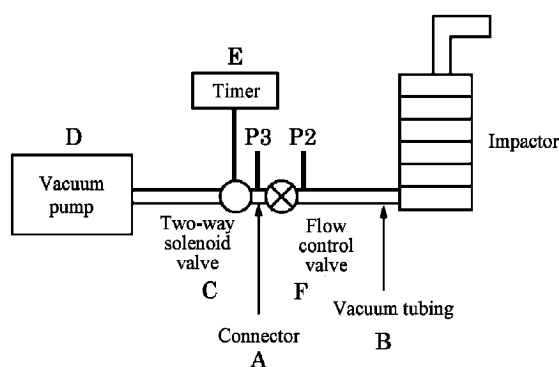 E
Timer
D
P3 P2
Impactor
Vacuum
pump
Two-way
solenoid
valve
Flow
control
valve
C
F
Vacuum tubing
Connector
B
A